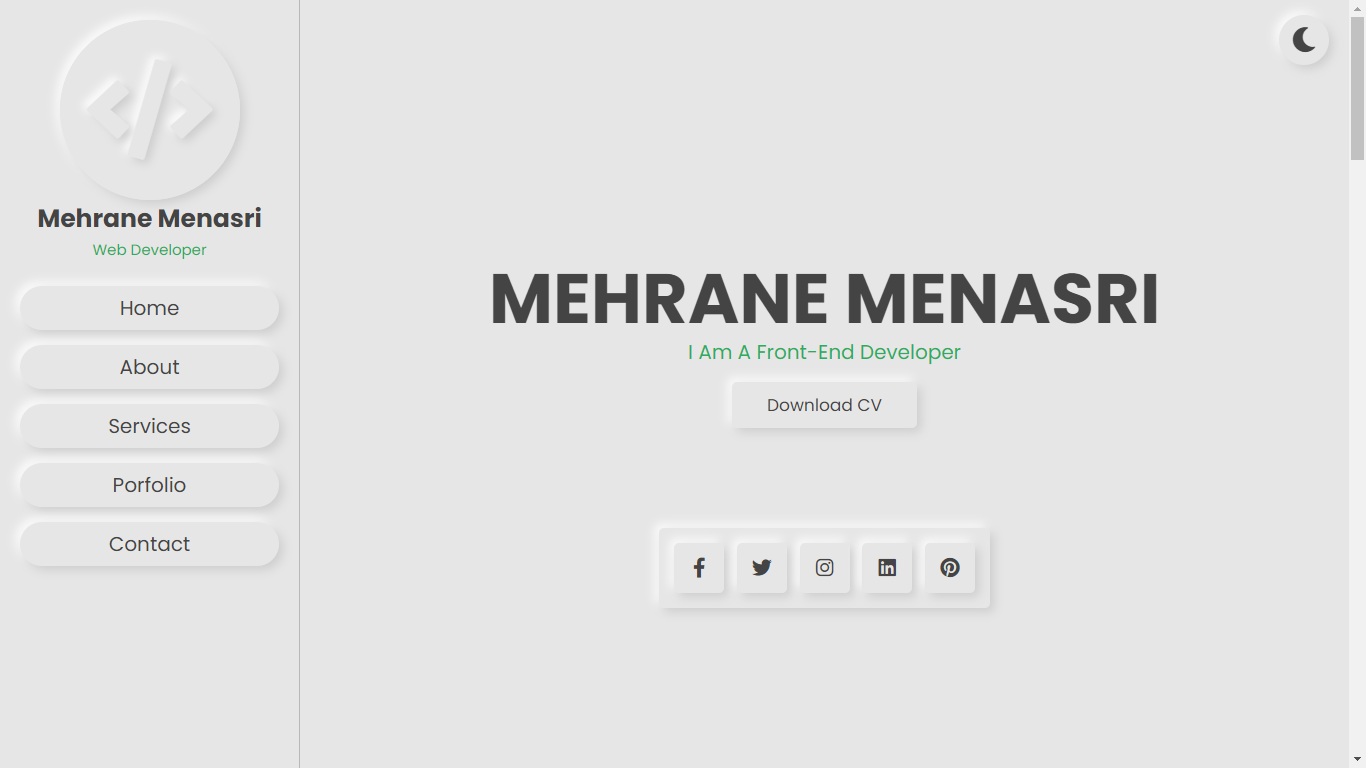 Mehrane Menasri
Web Developer
Home
About
Services
Porfolio
Contact
MEHRANE MENASRI
I Am A Front-End Developer
Download CV